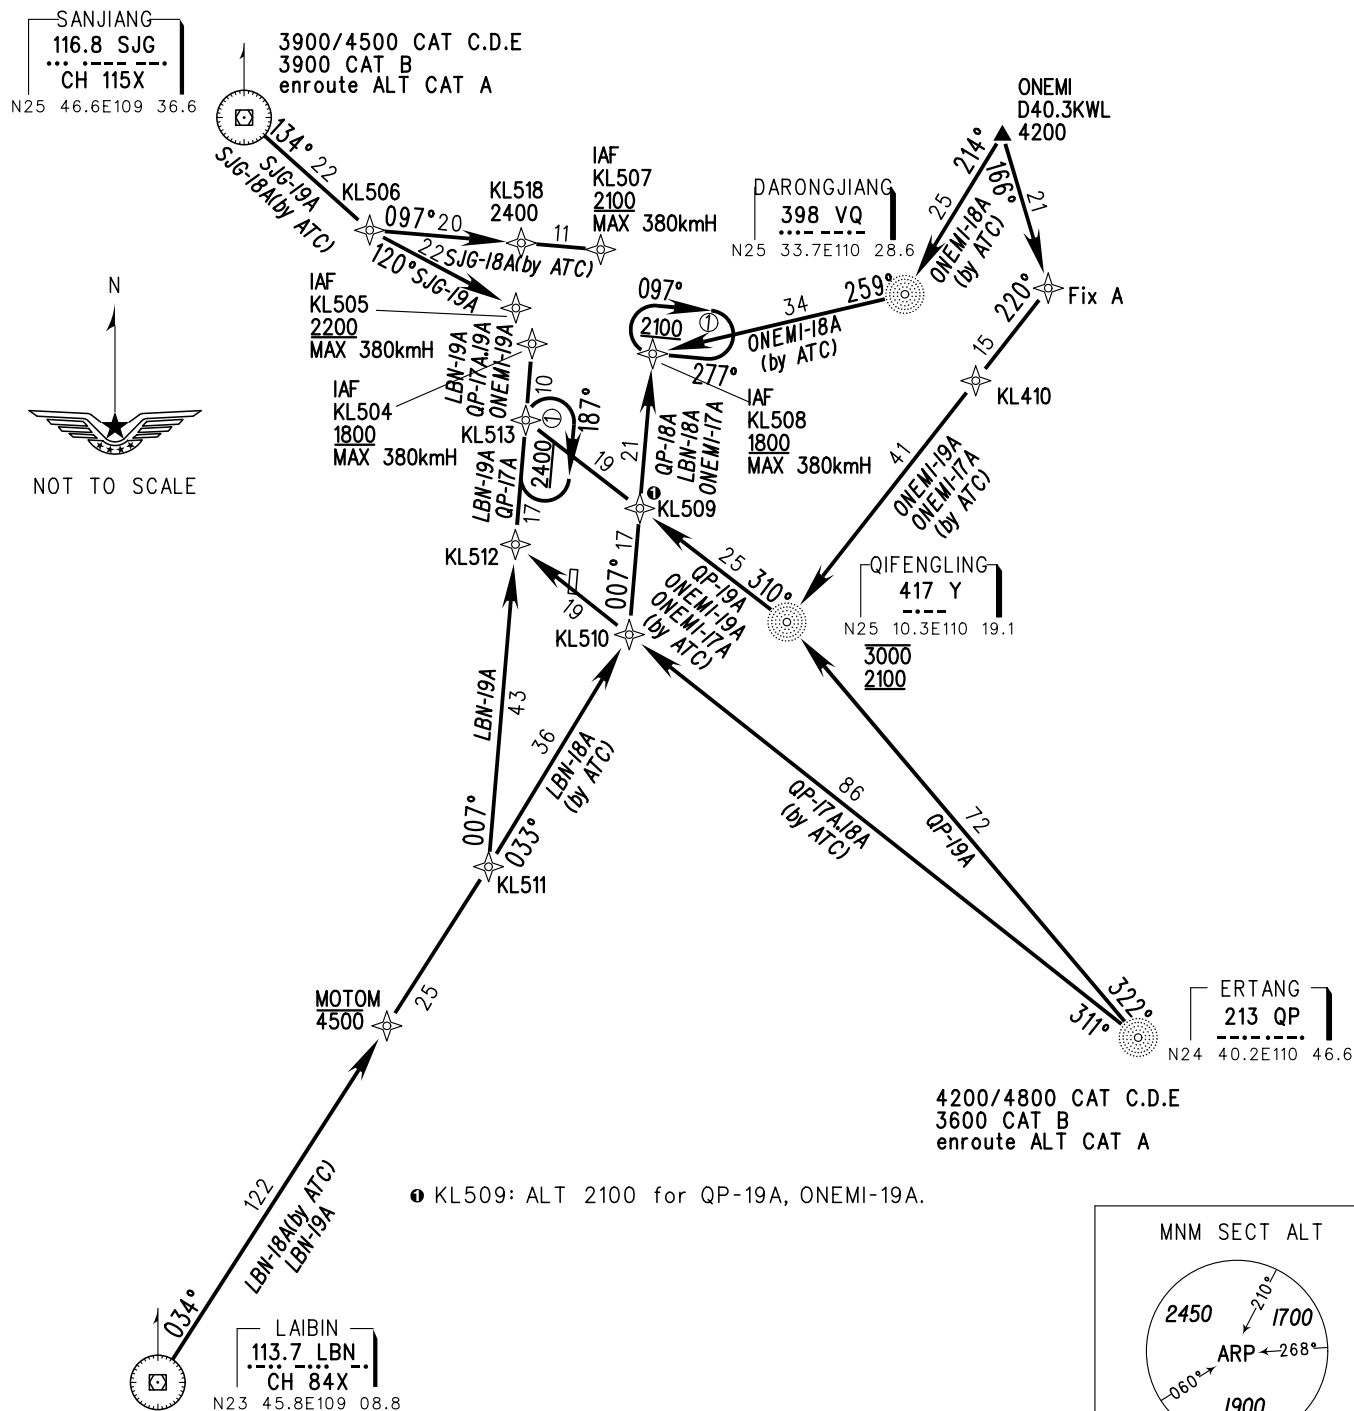 SANJIANG
116.8 SJG
CH 115X
N25 46.6E109 36.6
3900/4500 CAT C.D.E
3900 CAT B
enroute ALT CAT A
134° 22
SJG-19A
SJG-18A(by ATC)
KL506
097° 20
22 SJG-18A(by ATC)
120° SJG-19A
KL518
2400
11
IAF
KL507
2100
MAX 380kmH
ONEMI
D40.3KWL
4200
214°
166°
25
21
ONEMI-18A
(by ATC)
DARONGJIANG
398 VQ
N25 33.7E110 28.6
259°
34
ONEMI-18A
(by ATC)
220°
Fix A
15
KL410
N
NOT TO SCALE
IAF
KL505
2200
MAX 380kmH
IAF
KL504
1800
MAX 380kmH
LBN-19A
QP-17A.19A
ONEMI-19A
10
097°
2100
1
277°
IAF
KL508
1800
MAX 380kmH
KL513
1
187°
2400
19
21
QP-18A
LBN-18A
ONEMI-17A
LBN-19A
QP-17A
17
1
KL509
41
ONEMI-19A
ONEMI-17A
(by ATC)
KL512
17
007°
19
KL510
25 310°
QP-19A
ONEMI-19A
ONEMI-17A
(by ATC)
QIFENGLING
417 Y
N25 10.3E110 19.1
3000
2100
LBN-19A
43
36
LBN-18A
(by ATC)
007°
033°
KL511
86
QP-17A.18A
(by ATC)
72
QP-19A
MOTOM
4500
25
322°
311°
ERTANG
213 QP
N24 40.2E110 46.6
4200/4800 CAT C.D.E
3600 CAT B
enroute ALT CAT A
122
LBN-18A(by ATC)
LBN-19A
034°
1 KL509: ALT 2100 for QP-19A, ONEMI-19A.
LAIBIN
113.7 LBN
CH 84X
N23 45.8E109 08.8
MNM SECT ALT
2450
210°
1700
ARP
268°
060°
1900